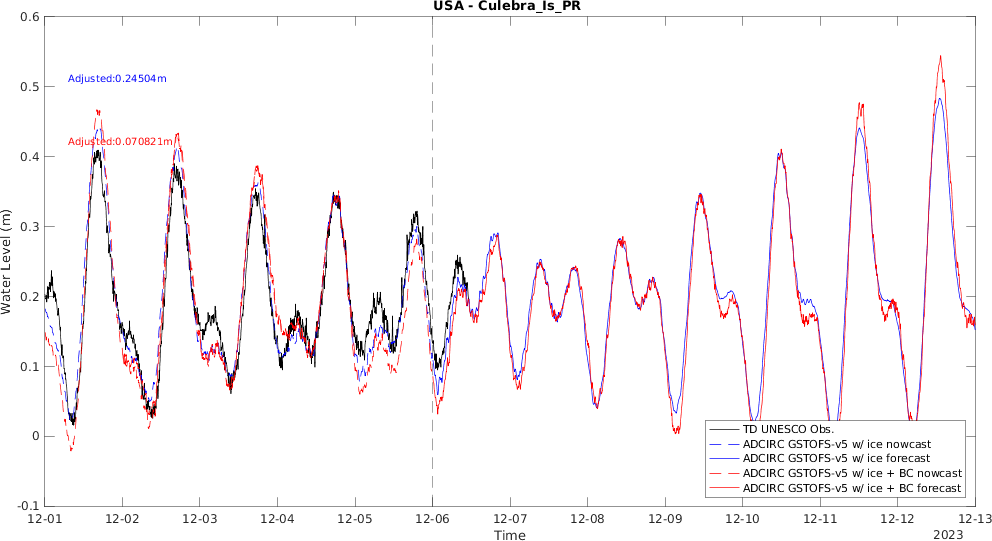 USA - Culebra_Is_PR
0.6
0.5
0.4
0.3
0.2
0.1
0
-0.1
Water Level (m)
Adjusted:0.24504m
Adjusted:0.070821m
TD UNESCO Obs.
ADCIRC GSTOFS-v5 w/ ice nowcast
ADCIRC GSTOFS-v5 w/ ice forecast
ADCIRC GSTOFS-v5 w/ ice + BC nowcast
ADCIRC GSTOFS-v5 w/ ice + BC forecast
12-01 12-02 12-03 12-04 12-05 12-06 12-07 12-08 12-09 12-10 12-11 12-12 12-13
Time
2023